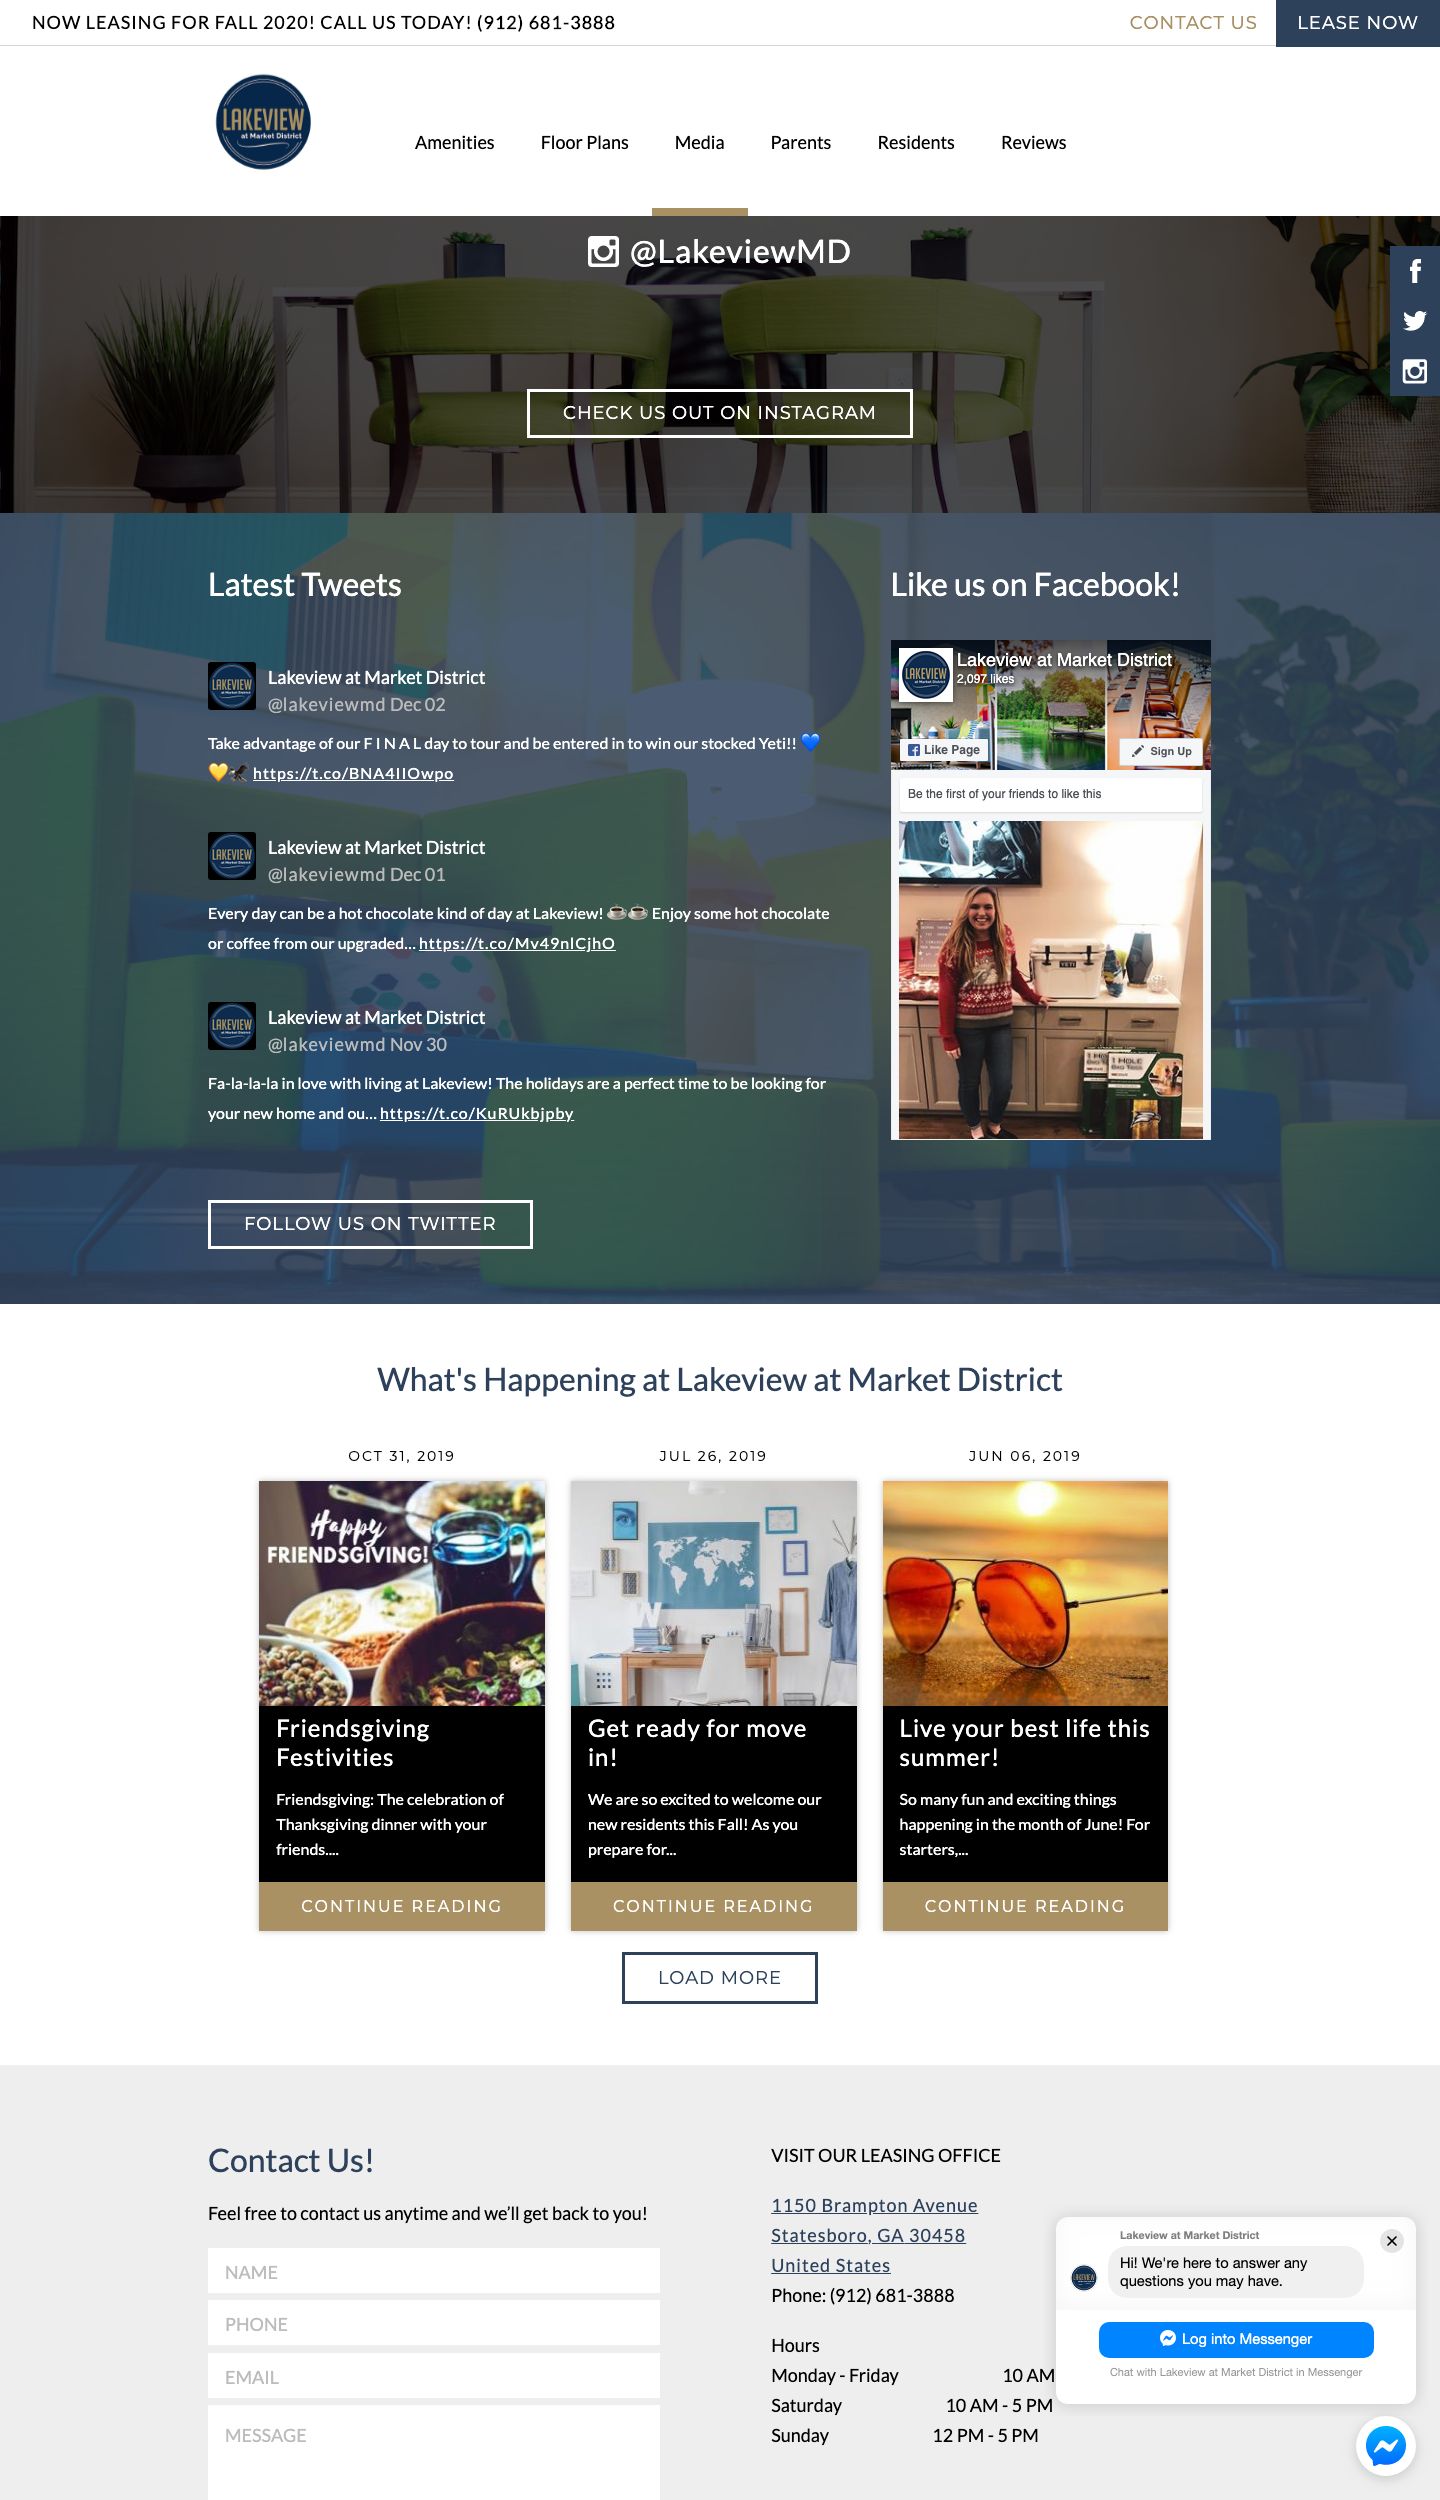 NOW LEASING FOR FALL 2020! CALL US TODAY! (912) 681-3888
CONTACT US
LEASE NOW
LAKEVIEW
at Market District
Amenities
Floor Plans
Media
Parents
Residents
Reviews
@LakeviewMD
CHECK US OUT ON INSTAGRAM
Latest Tweets
LAKEVIEW
Lakeview at Market District
@lakeviewmd Dec 02
Take advantage of our F I N A L day to tour and be entered in to win our stocked Yeti!! 💙
💛🦅 https://t.co/BNA4IIOwpo
LAKEVIEW
Lakeview at Market District
@lakeviewmd Dec 01
Every day can be a hot chocolate kind of day at Lakeview! ☕☕ Enjoy some hot chocolate
or coffee from our upgraded... https://t.co/Mv49nlCjhO
LAKEVIEW
Lakeview at Market District
@lakeviewmd Nov 30
Fa-la-la-la in love with living at Lakeview! The holidays are a perfect time to be looking for
your new home and ou... https://t.co/KuRUkbjpby
FOLLOW US ON TWITTER
Like us on Facebook!
LAKEVIEW
Lakeview at Market District
2,097 likes
Like Page
Sign Up
Be the first of your friends to like this
YETI
1 HOLE
BAG TOSS
What's Happening at Lakeview at Market District
OCT 31, 2019
Happy
FRIENDSGIVING!
Friendsgiving
Festivities
Friendsgiving: The celebration of
Thanksgiving dinner with your
friends....
CONTINUE READING
JUL 26, 2019
W
Get ready for move
in!
We are so excited to welcome our
new residents this Fall! As you
prepare for...
CONTINUE READING
JUN 06, 2019
Live your best life this
summer!
So many fun and exciting things
happening in the month of June! For
starters,...
CONTINUE READING
LOAD MORE
Contact Us!
Feel free to contact us anytime and we’ll get back to you!
NAME
PHONE
EMAIL
MESSAGE
VISIT OUR LEASING OFFICE
1150 Brampton Avenue
Statesboro, GA 30458
United States
Phone: (912) 681-3888
Hours
Monday - Friday 10 AM
Saturday 10 AM - 5 PM
Sunday 12 PM - 5 PM
Lakeview at Market District
LAKEVIEW
Hi! We're here to answer any
questions you may have.
Log into Messenger
Chat with Lakeview at Market District in Messenger